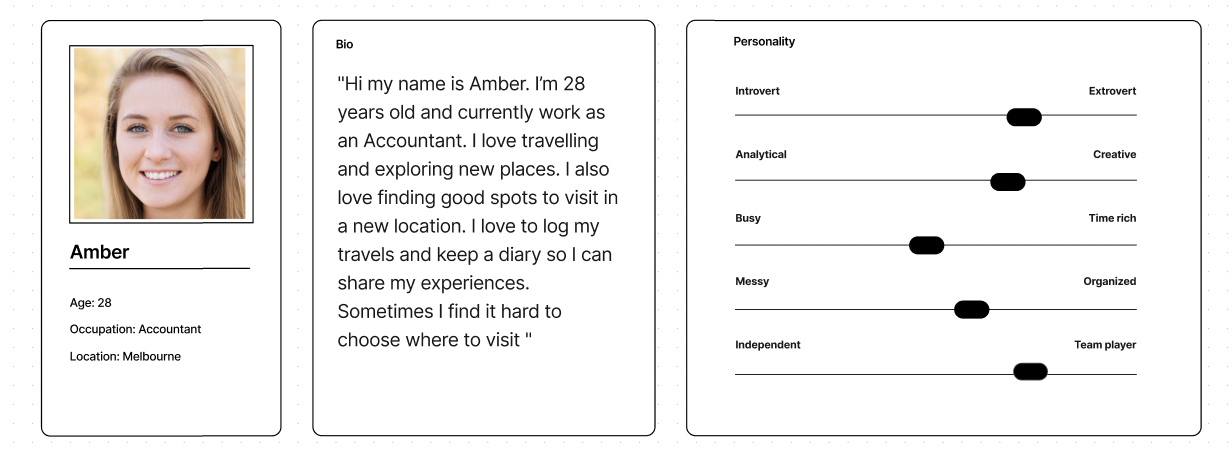 Amber
Age: 28
Occupation: Accountant
Location: Melbourne
Bio
"Hi my name is Amber. I’m 28
years old and currently work as
an Accountant. I love travelling
and exploring new places. I also
love finding good spots to visit in
a new location. I love to log my
travels and keep a diary so I can
share my experiences.
Sometimes I find it hard to
choose where to visit "
Personality
Introvert Extrovert
Analytical Creative
Busy Time rich
Messy Organized
Independent Team player